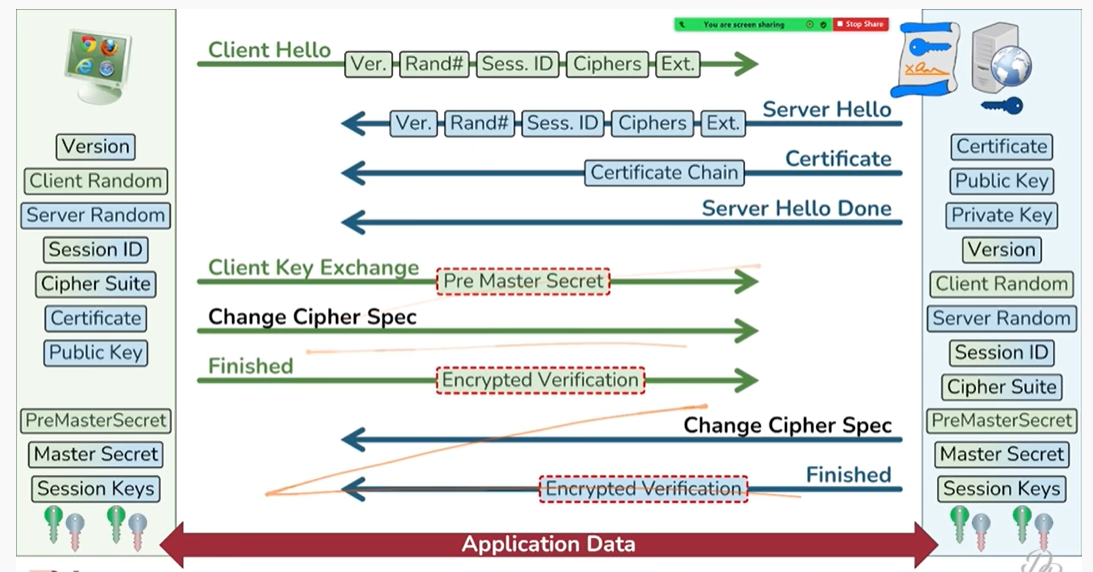 You are screen sharing
Stop Share
Client Hello
Ver. Rand# Sess. ID Ciphers Ext.
Server Hello
Ver. Rand# Sess. ID Ciphers Ext.
Certificate
Certificate Chain
Server Hello Done
Client Key Exchange
Pre Master Secret
Change Cipher Spec
Finished
Encrypted Verification
Change Cipher Spec
Finished
Encrypted Verification
Application Data
Version
Client Random
Server Random
Session ID
Cipher Suite
Certificate
Public Key
PreMasterSecret
Master Secret
Session Keys
Certificate
Public Key
Private Key
Version
Client Random
Server Random
Session ID
Cipher Suite
PreMasterSecret
Master Secret
Session Keys